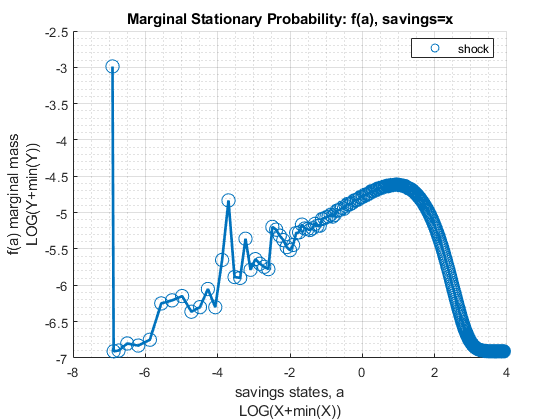 Marginal Stationary Probability: f(a), savings=x
shock
f(a) marginal mass
LOG(Y+min(Y))
-2.5
-3
-3.5
-4
-4.5
-5
-5.5
-6
-6.5
-7
-8
-6
-4
-2
0
2
4
savings states, a
LOG(X+min(X))